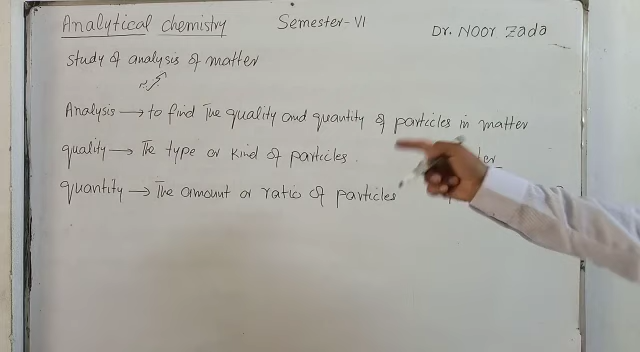 Analytical chemistry Semester-VI Dr. Noor Zada
Study of analysis of matter
Analysis → to find The quality and quantity of particles in matter
quality → The type or kind of particles.
quantity → The amount or ratio of particles